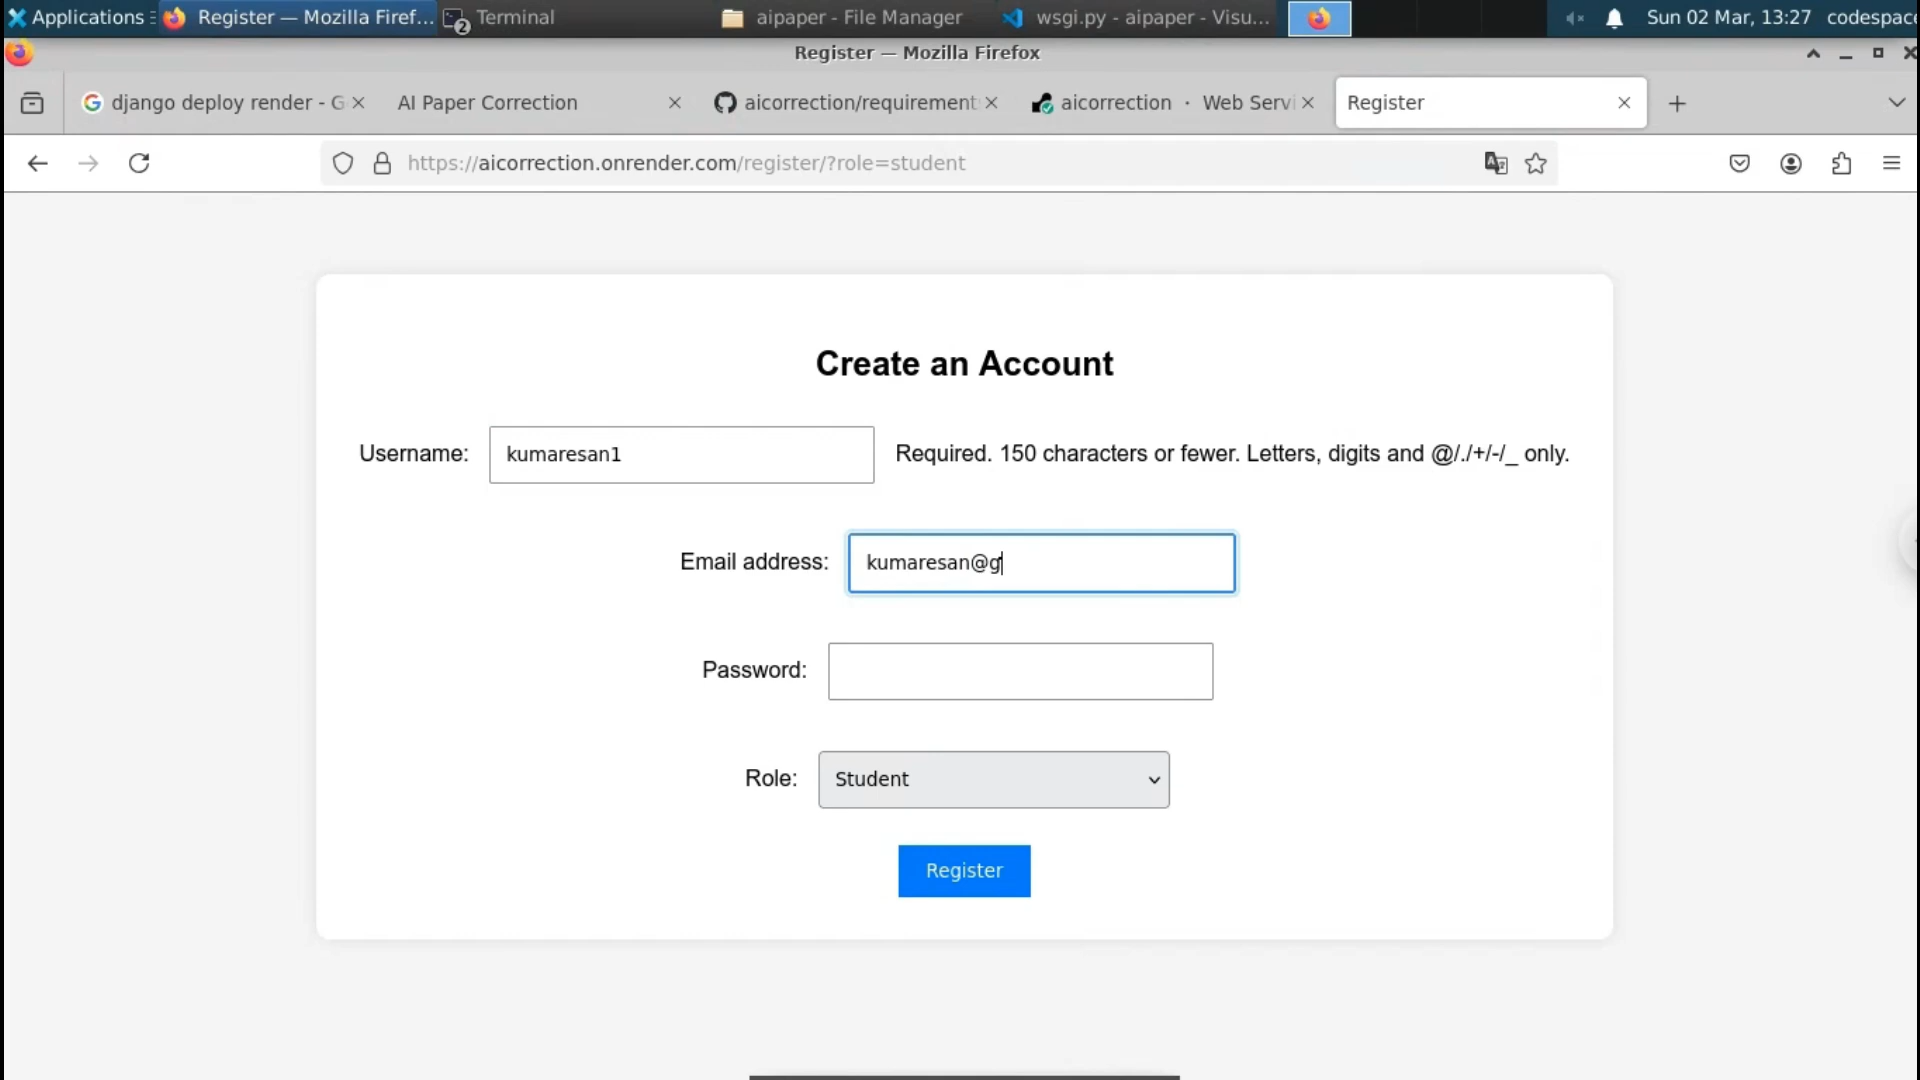 Applications
Register — Mozilla Firef...
2
Terminal
aipaper - File Manager
wsgi.py - aipaper - Visu...
Sun 02 Mar, 13:27
codespace
Register — Mozilla Firefox
django deploy render - G
AI Paper Correction
aicorrection/requirement
aicorrection · Web Servi
Register
https://aicorrection.onrender.com/register/?role=student
Create an Account
Username: kumaresan1 Required. 150 characters or fewer. Letters, digits and @/./+/-/_ only.
Email address: kumaresan@g
Password:
Role: Student
Register